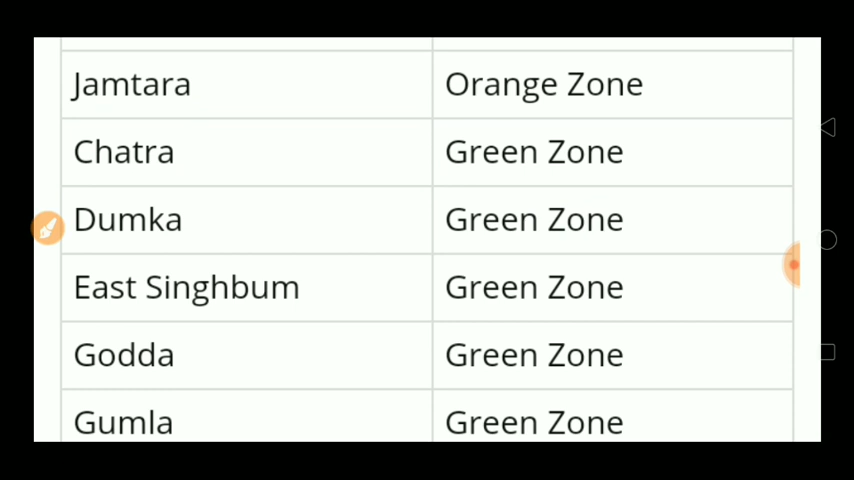 Jamtara Orange Zone
Chatra Green Zone
Dumka Green Zone
East Singhbum Green Zone
Godda Green Zone
Gumla Green Zone